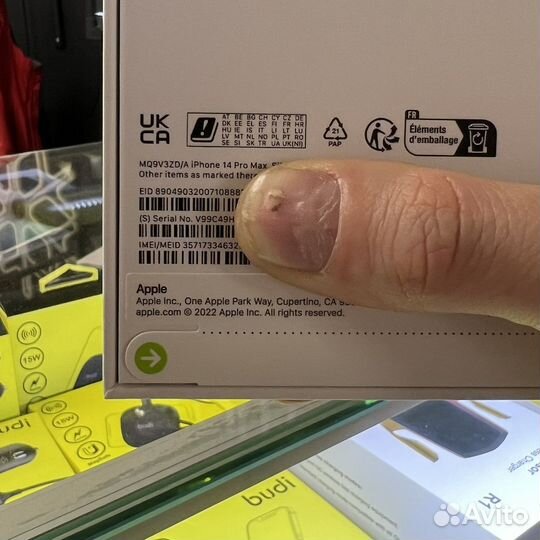 UK
CA
AT BE BG CH CY CZ DE
DK EE EL ES FI FR HR
HU IE IS IT LI LT LU
LV MT NL NO PL PT RO
SE SI SK TR UA UK(NI)
21
PAP
FR
Éléments
d'emballage
MQ9V3ZD/A iPhone 14 Pro Max,
Other items as marked
EID
(S) Serial No. V99C49H
IMEI/MEID 3571733463
Apple
Apple Inc., One Apple Park Way, Cupertino, CA
apple.com © 2022 Apple Inc. All rights reserved.
15W
15W
budi
budi
Avito